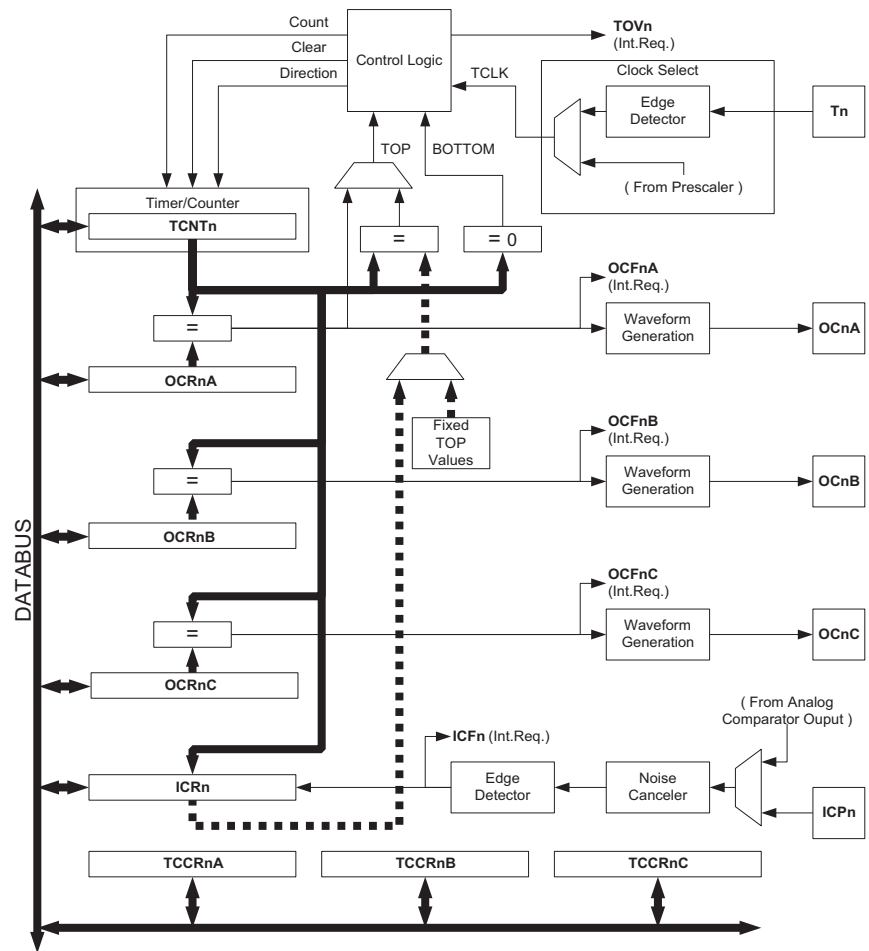 Count
Clear
Direction
Control Logic
TOVn
(Int.Req.)
TCLK
Clock Select
Edge
Detector
Tn
( From Prescaler )
TOP
BOTTOM
Timer/Counter
TCNTn
=
= 0
=
OCRnA
OCFnA
(Int.Req.)
Waveform
Generation
OCnA
Fixed
TOP
Values
=
OCRnB
OCFnB
(Int.Req.)
Waveform
Generation
OCnB
DATABUS
=
OCRnC
OCFnC
(Int.Req.)
Waveform
Generation
OCnC
( From Analog
Comparator Ouput )
ICFn (Int.Req.)
ICRn
Edge
Detector
Noise
Canceler
ICPn
TCCRnA
TCCRnB
TCCRnC